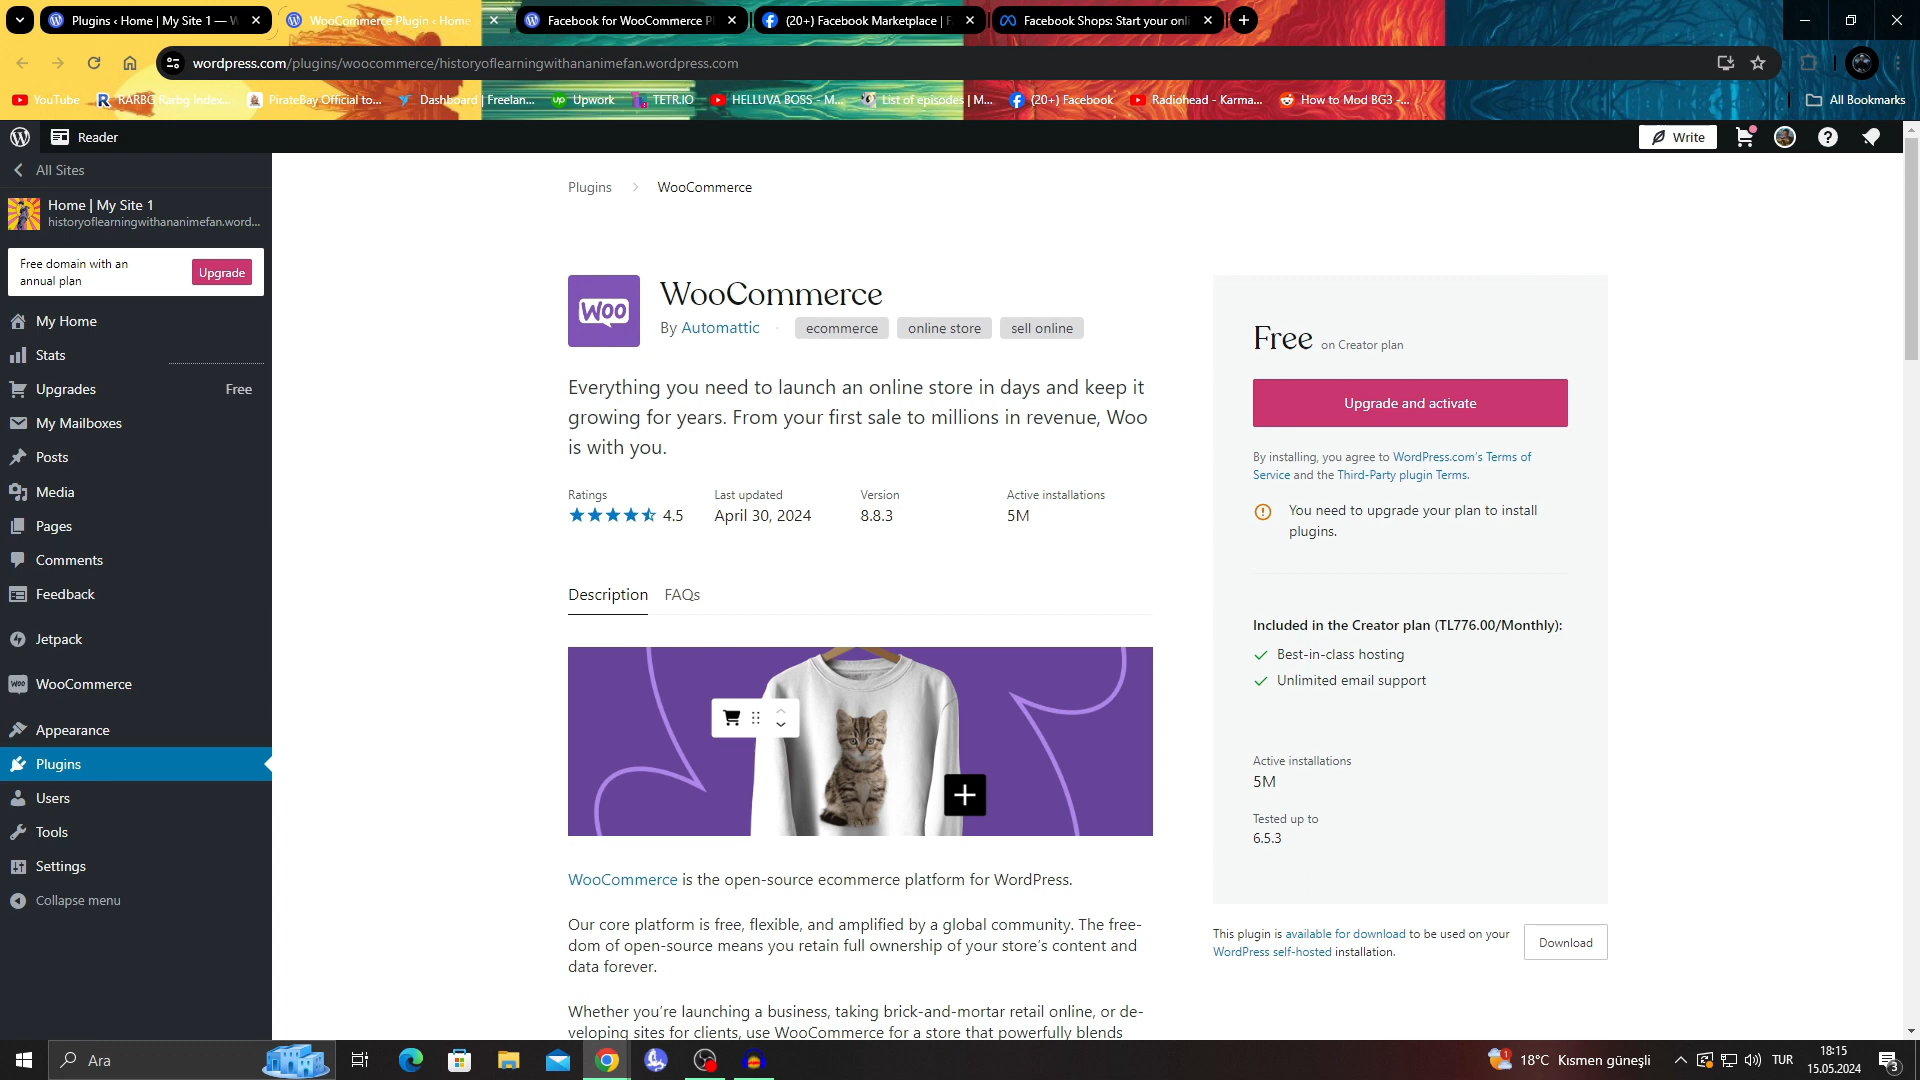 Plugins ‹ Home | My Site 1 — W
WooCommerce Plugin ‹ Home
Facebook for WooCommerce P
(20+) Facebook Marketplace | F
Facebook Shops: Start your onli
wordpress.com/plugins/woocommerce/historyoflearningwithananimefan.wordpress.com
YouTube
RARBG Rarbg Index...
PirateBay Official to...
Dashboard | Freelan...
Upwork
TETR.IO
HELLUVA BOSS - M...
List of episodes | M...
(20+) Facebook
Radiohead - Karma...
How to Mod BG3 -...
All Bookmarks
Reader
Write
All Sites
Home | My Site 1
historyoflearningwithananimefan.word...
Free domain with an
annual plan
Upgrade
My Home
Stats
Upgrades
Free
My Mailboxes
Posts
Media
Pages
Comments
Feedback
Jetpack
WooCommerce
Appearance
Plugins
Users
Tools
Settings
Collapse menu
Plugins
WooCommerce
WOO
WooCommerce
By Automattic
ecommerce
online store
sell online
Everything you need to launch an online store in days and keep it
growing for years. From your first sale to millions in revenue, Woo
is with you.
Ratings
4.5
Last updated
April 30, 2024
Version
8.8.3
Active installations
5M
Description
FAQs
WooCommerce is the open-source ecommerce platform for WordPress.
Our core platform is free, flexible, and amplified by a global community. The free-
dom of open-source means you retain full ownership of your store's content and
data forever.
Whether you're launching a business, taking brick-and-mortar retail online, or de-
veloping sites for clients, use WooCommerce for a store that powerfully blends
Free on Creator plan
Upgrade and activate
By installing, you agree to WordPress.com's Terms of
Service and the Third-Party plugin Terms.
You need to upgrade your plan to install
plugins.
Included in the Creator plan (TL776.00/Monthly):
Best-in-class hosting
Unlimited email support
Active installations
5M
Tested up to
6.5.3
This plugin is available for download to be used on your
WordPress self-hosted installation.
Download
Ara
1
18°C Kısmen güneşli
TUR
18:15
15.05.2024
3